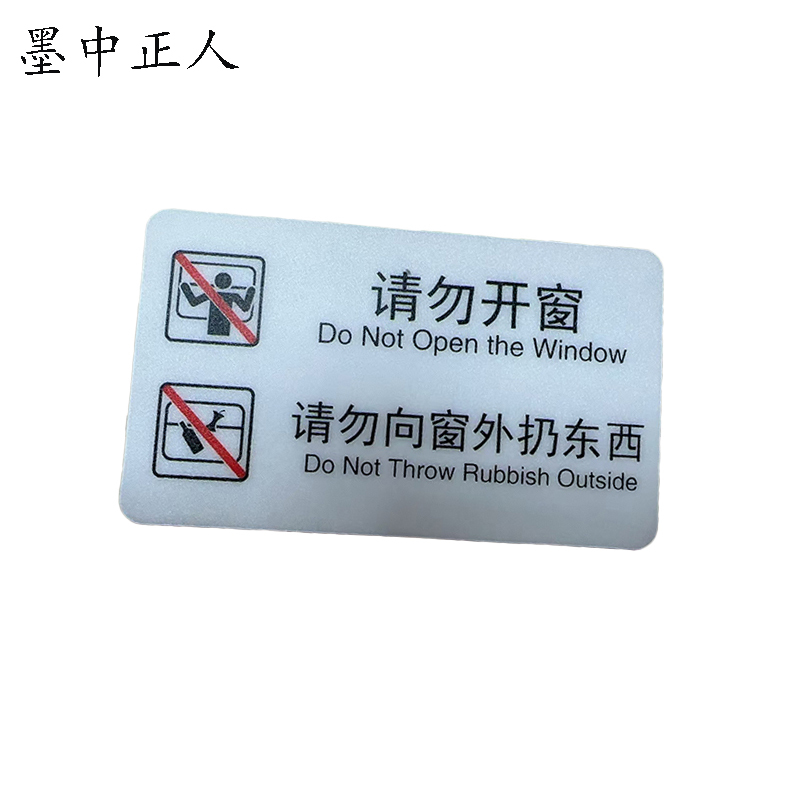 墨中正人
请勿开窗
Do Not Open the Window
请勿向窗外扔东西
Do Not Throw Rubbish Outside